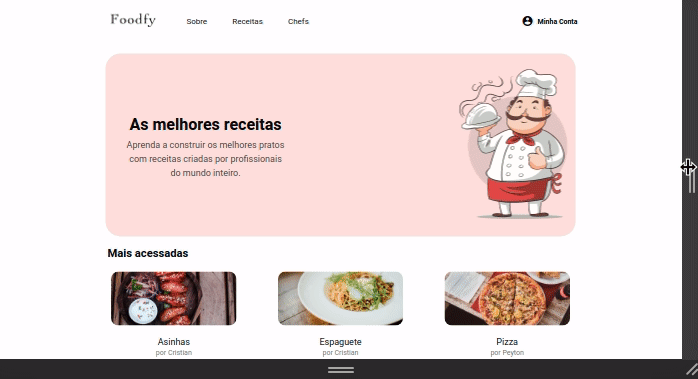 Foodfy
Sobre
Receitas
Chefs
Minha Conta
As melhores receitas
Aprenda a construir os melhores pratos
com receitas criadas por profissionais
do mundo inteiro.
Mais acessadas
Asinhas
por Cristian
Espaguete
por Cristian
Pizza
por Peyton